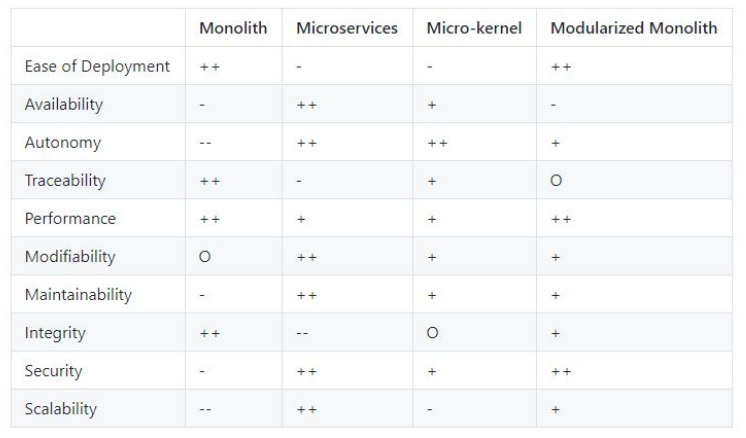 Monolith Microservices Micro-kernel Modularized Monolith
Ease of Deployment ++ - - ++
Availability - ++ + -
Autonomy -- ++ ++ +
Traceability ++ - + O
Performance ++ + + ++
Modifiability O ++ + +
Maintainability - ++ + +
Integrity ++ -- O +
Security - ++ + ++
Scalability -- ++ - +